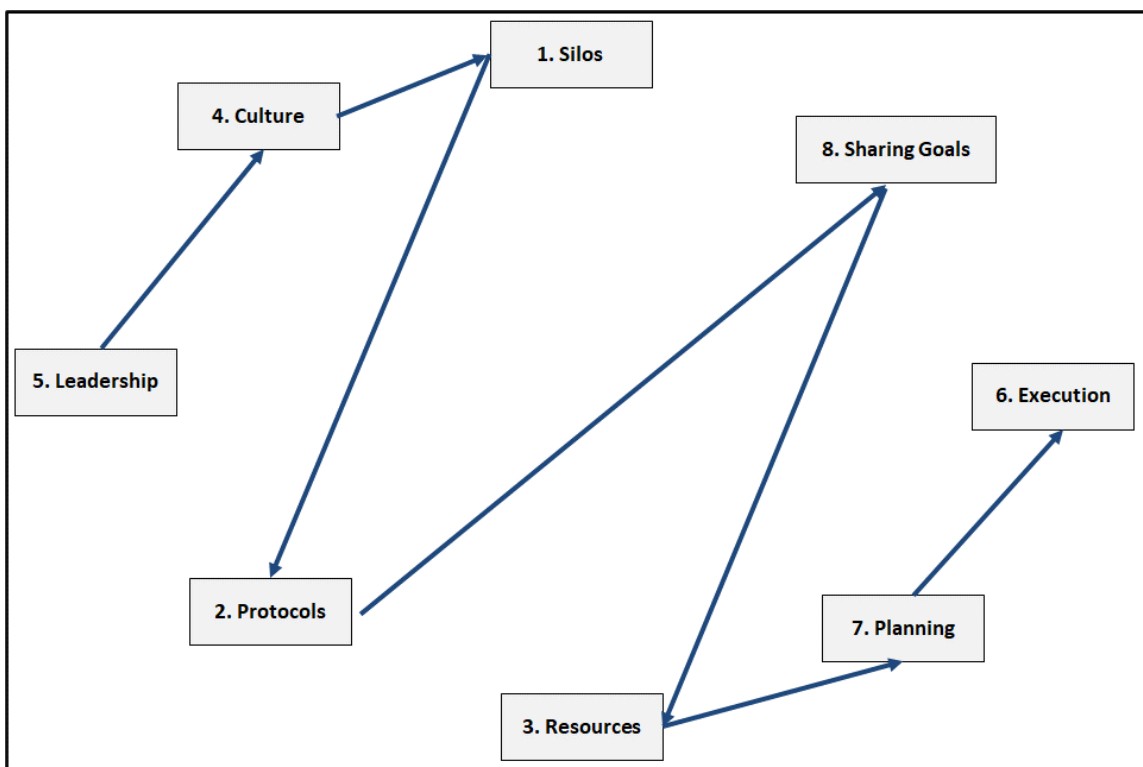 1. Silos
4. Culture
8. Sharing Goals
5. Leadership
6. Execution
2. Protocols
7. Planning
3. Resources